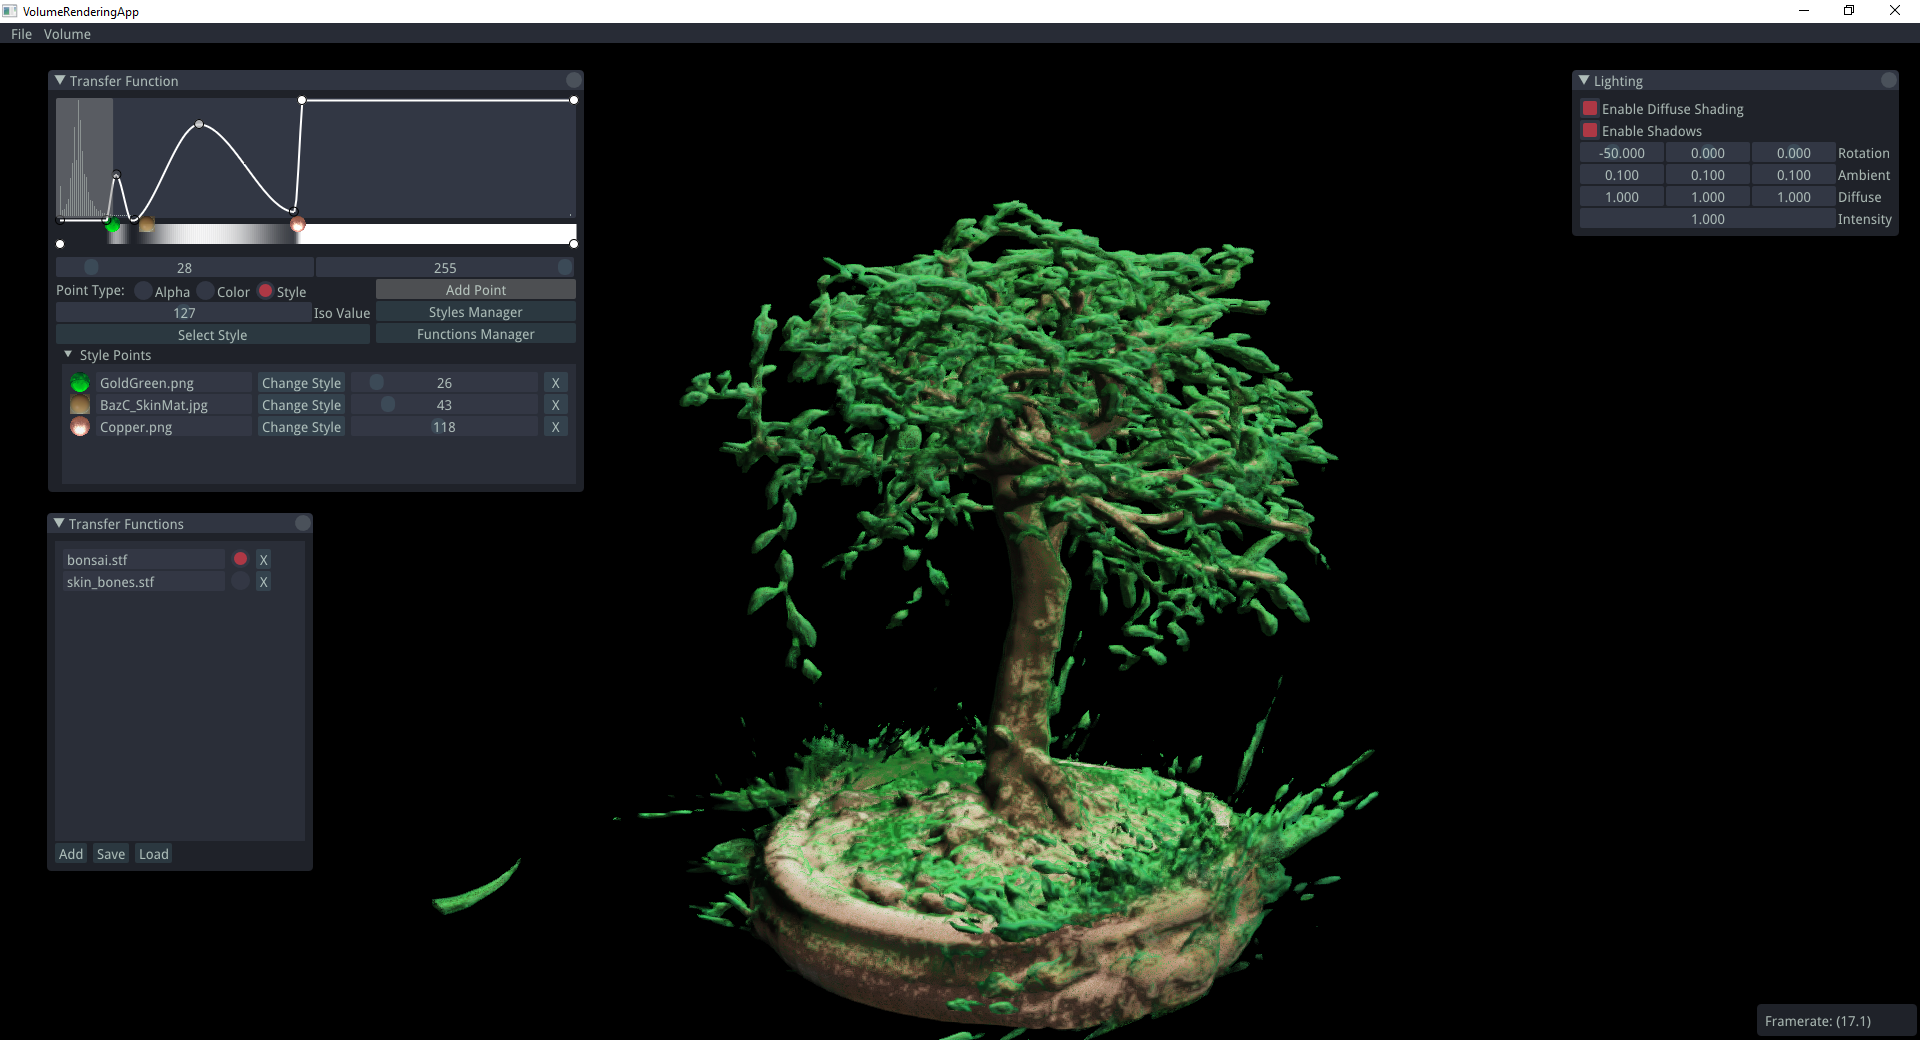 VolumeRenderingApp
File Volume
Transfer Function
28 255
Point Type: Alpha Color Style Add Point
127 Iso Value Styles Manager
Select Style Functions Manager
Style Points
GoldGreen.png Change Style 26 X
BazC_SkinMat.jpg Change Style 43 X
Copper.png Change Style 118 X
Transfer Functions
bonsai.stf X
skin_bones.stf X
Add Save Load
Lighting
Enable Diffuse Shading
Enable Shadows
-50.000 0.000 0.000 Rotation
0.100 0.100 0.100 Ambient
1.000 1.000 1.000 Diffuse
1.000 Intensity
Framerate: (17.1)